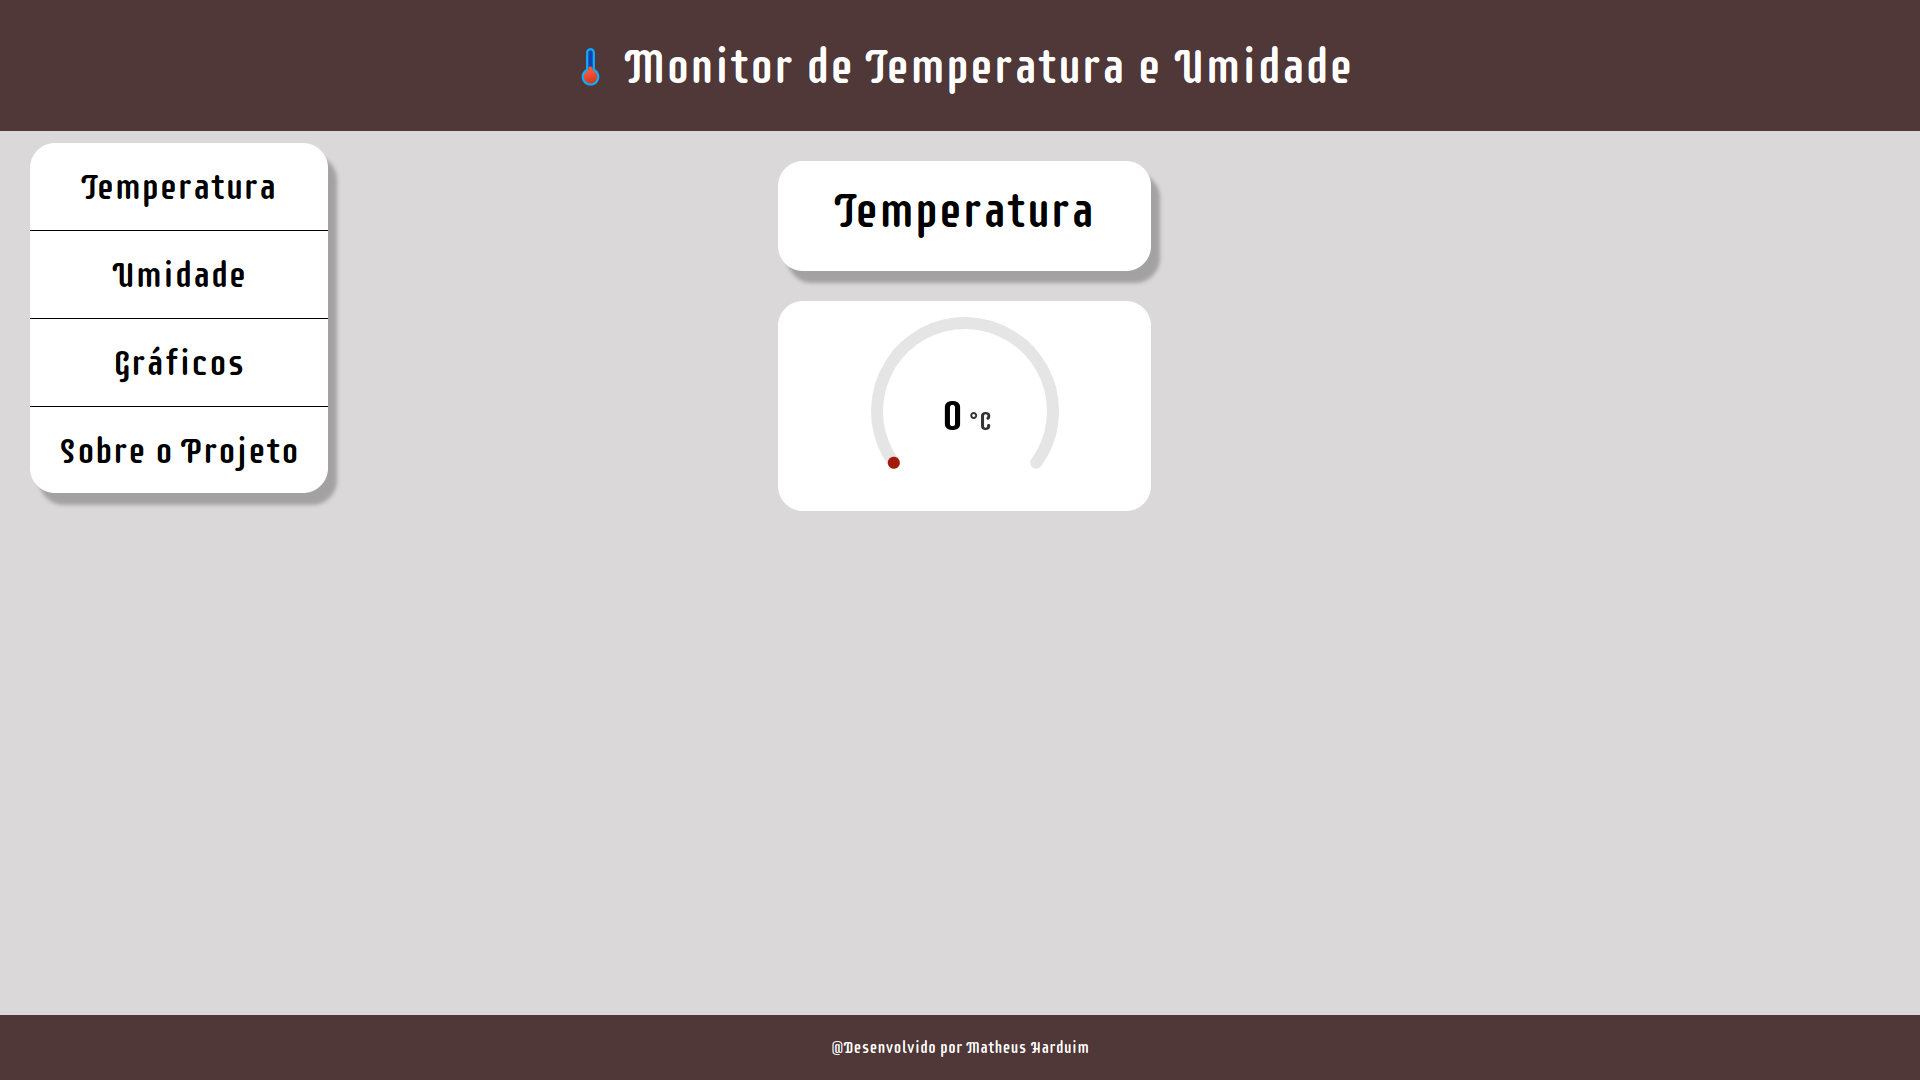 Monitor de Temperatura e Umidade
Temperatura
Umidade
Gráficos
Sobre o Projeto
Temperatura
0 °C
@Desenvolvido por Matheus Harduim